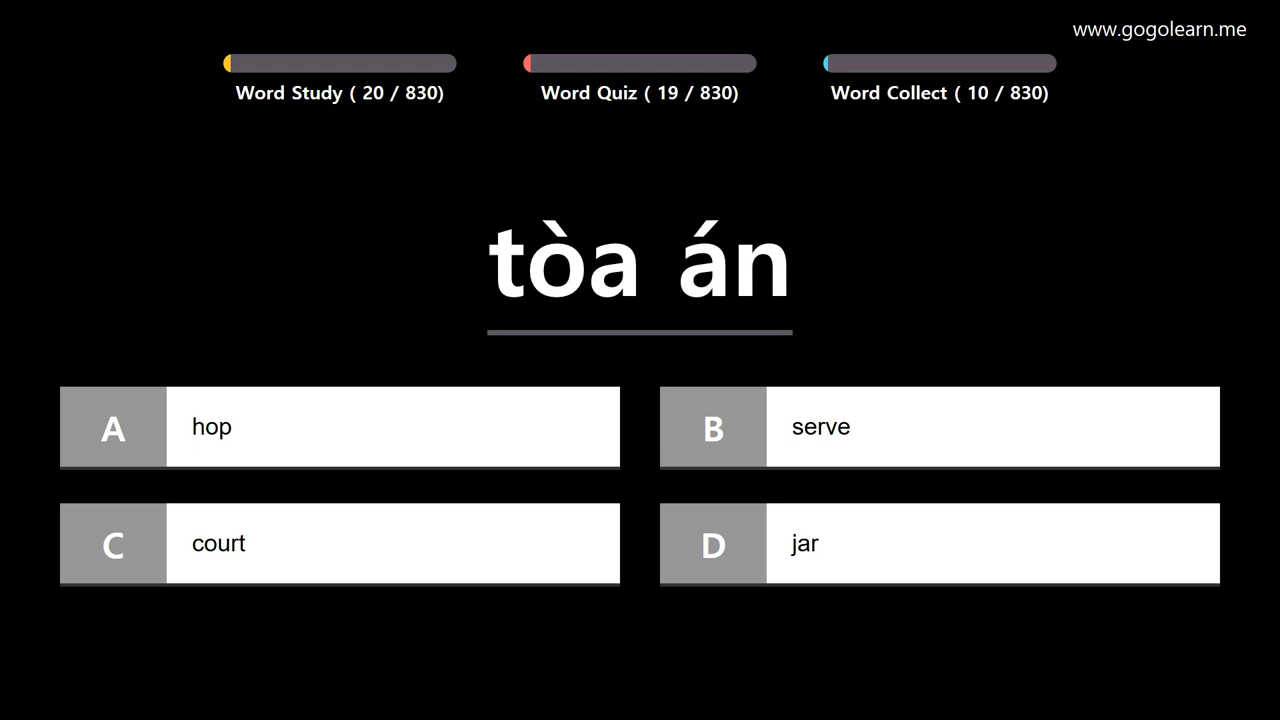 www.gogolearn.me
Word Study ( 20 / 830)
Word Quiz ( 19 / 830)
Word Collect ( 10 / 830)
tòa án
A hop
B serve
C court
D jar